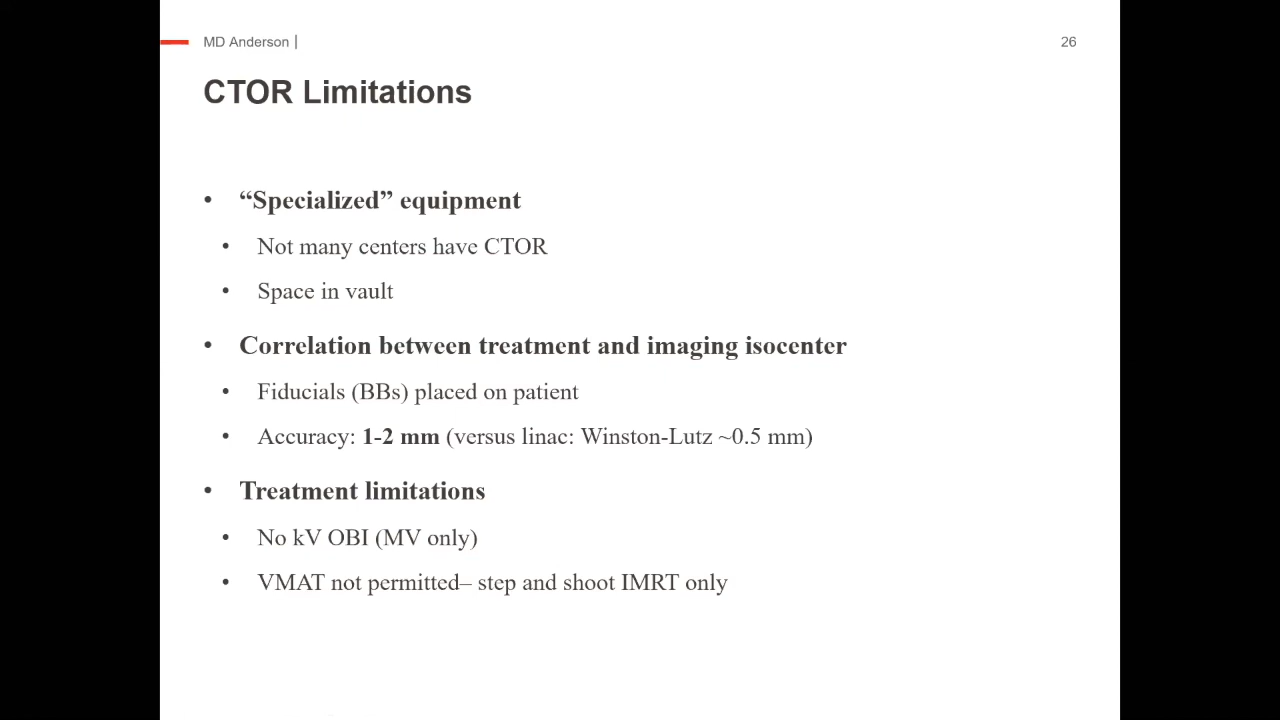 MD Anderson |
26
CTOR Limitations
• “Specialized” equipment
• Not many centers have CTOR
• Space in vault
• Correlation between treatment and imaging isocenter
• Fiducials (BBs) placed on patient
• Accuracy: 1-2 mm (versus linac: Winston-Lutz ~0.5 mm)
• Treatment limitations
• No kV OBI (MV only)
• VMAT not permitted– step and shoot IMRT only